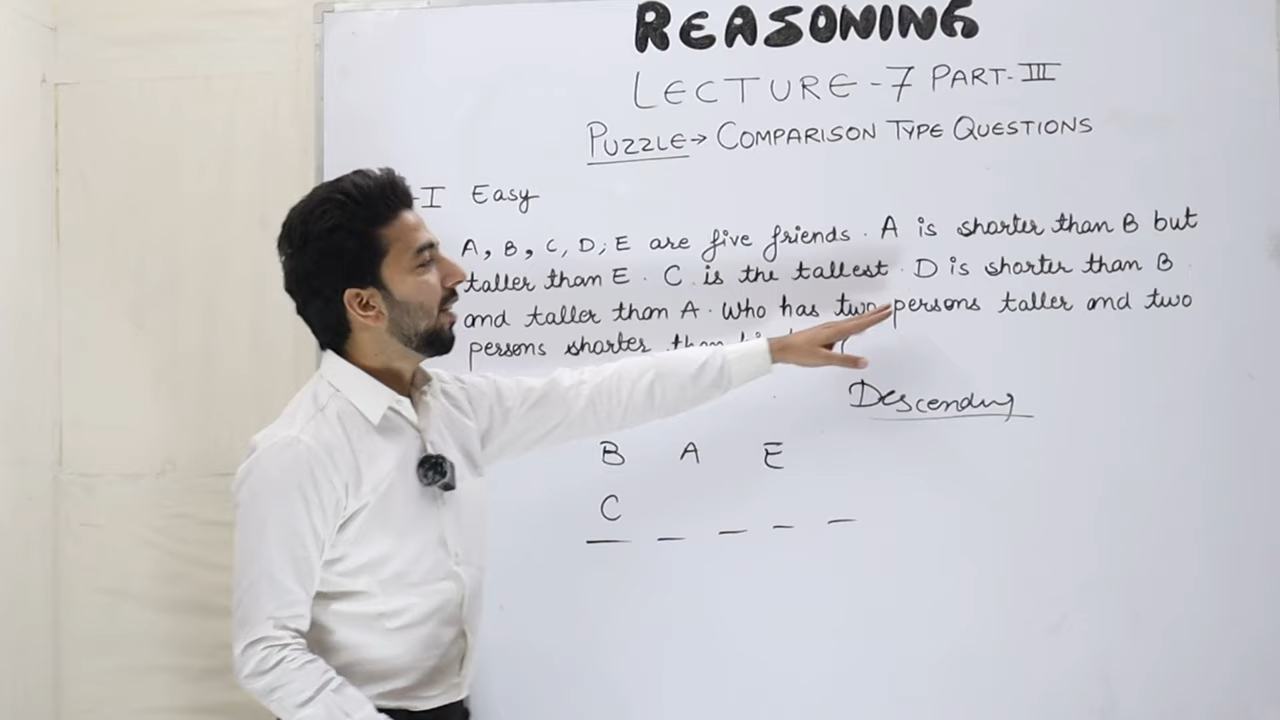 REASONING
LECTURE-7 PART-III
PUZZLE→ COMPARISON TYPE QUESTIONS
-I Easy
A, B, C, D, E are five friends. A is shorter than B but
taller than E. C is the tallest. D is shorter than B
and taller than A. Who has two persons taller and two
persons shorter than
Descending
B A E
C